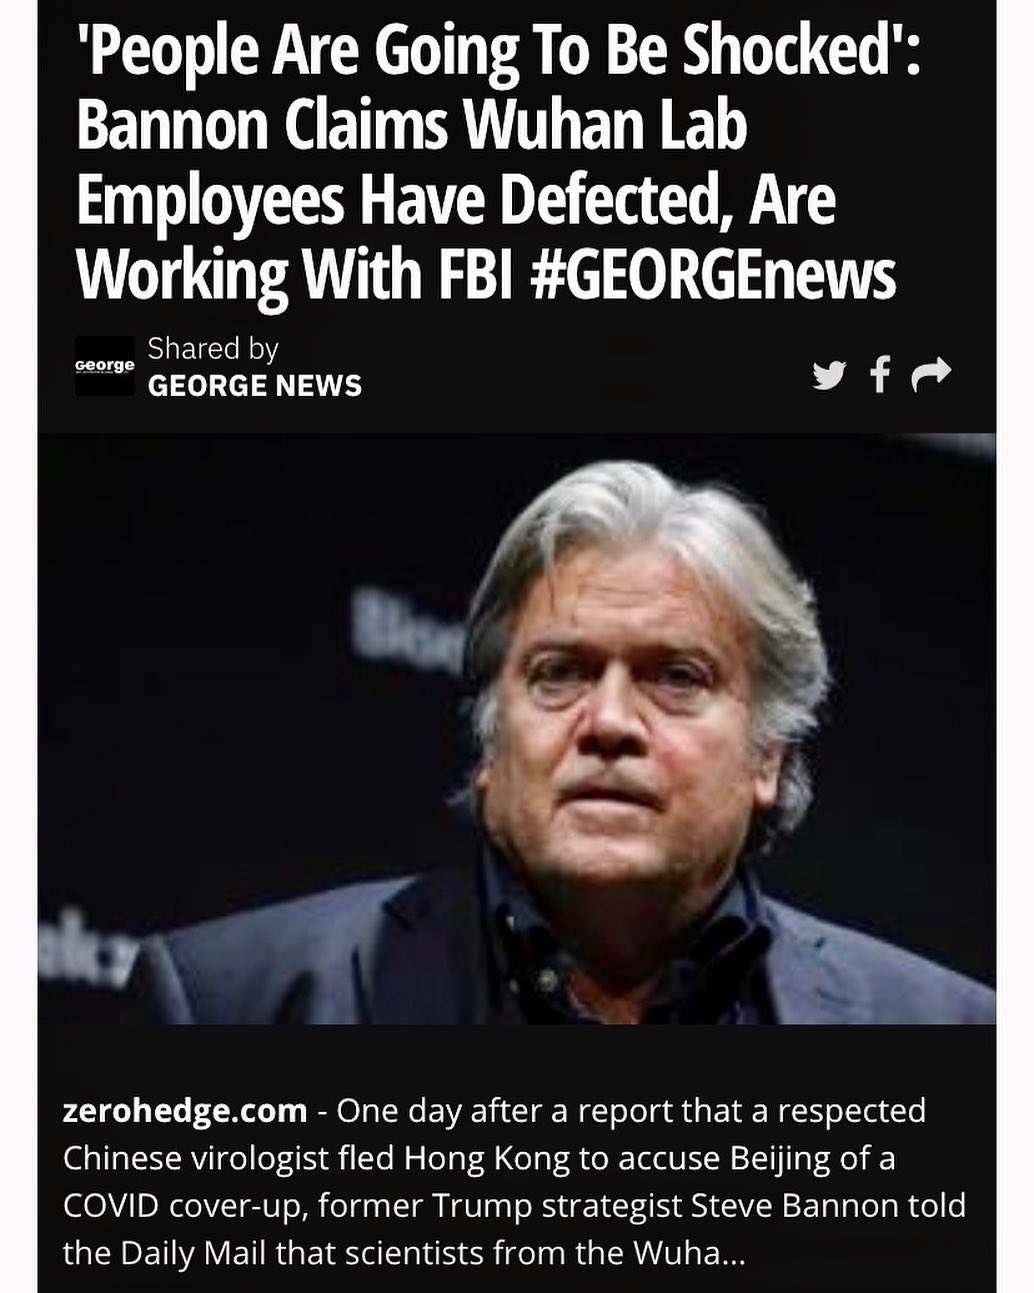 'People Are Going To Be Shocked':
Bannon Claims Wuhan Lab
Employees Have Defected, Are
Working With FBI #GEORGEnews
Shared by
George
GEORGE NEWS
Bloo
zerohedge.com - One day after a report that a respected
Chinese virologist fled Hong Kong to accuse Beijing of a
COVID cover-up, former Trump strategist Steve Bannon told
the Daily Mail that scientists from the Wuha...